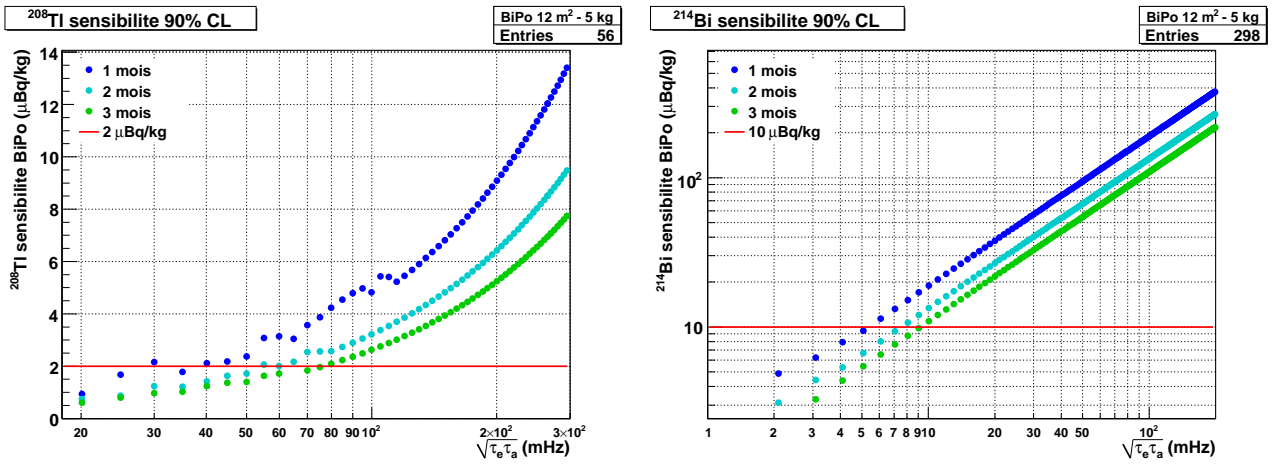 ²⁰⁸Tl sensibilite 90% CL
BiPo 12 m² - 5 kg
Entries 56
1 mois
2 mois
3 mois
2 μBq/kg
²⁰⁸Tl sensibilite BiPo (μBq/kg)
14
12
10
8
6
4
2
0
20 30 40 50 60 70 80 90 10² 2×10² 3×10²
√τₑτₐ (mHz)
²¹⁴Bi sensibilite 90% CL
BiPo 12 m² - 5 kg
Entries 298
1 mois
2 mois
3 mois
10 μBq/kg
²¹⁴Bi sensibilite BiPo (μBq/kg)
10²
10
1 2 3 4 5 6 7 8 9 10 20 30 40 50 10²
√τₑτₐ (mHz)